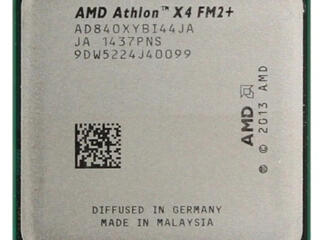 AMD Athlon™ X4 FM2+
AD840XYBI44JA
JA 1437PNS
9DW5224J40099
AMD
© 2013 AMD
DIFFUSED IN GERMANY
MADE IN MALAYSIA